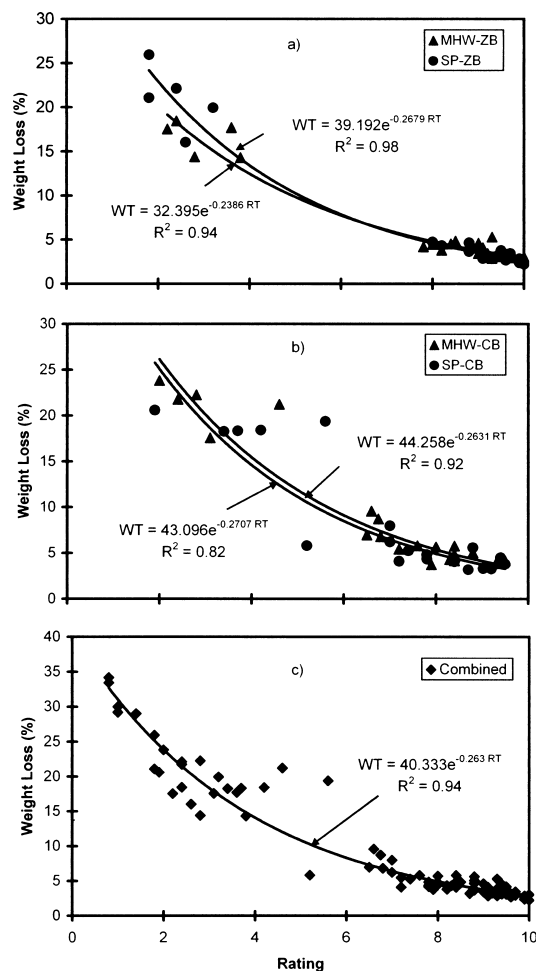 30
25
20
15
10
5
0
Weight Loss (%)
a)
▲ MHW-ZB
● SP-ZB
WT = 39.192e^-0.2679 RT
R² = 0.98
WT = 32.395e^-0.2386 RT
R² = 0.94
30
25
20
15
10
5
0
Weight Loss (%)
b)
▲ MHW-CB
● SP-CB
WT = 44.258e^-0.2631 RT
R² = 0.92
WT = 43.096e^-0.2707 RT
R² = 0.82
40
35
30
25
20
15
10
5
0
Weight Loss (%)
c)
◆ Combined
WT = 40.333e^-0.263 RT
R² = 0.94
0 2 4 6 8 10
Rating